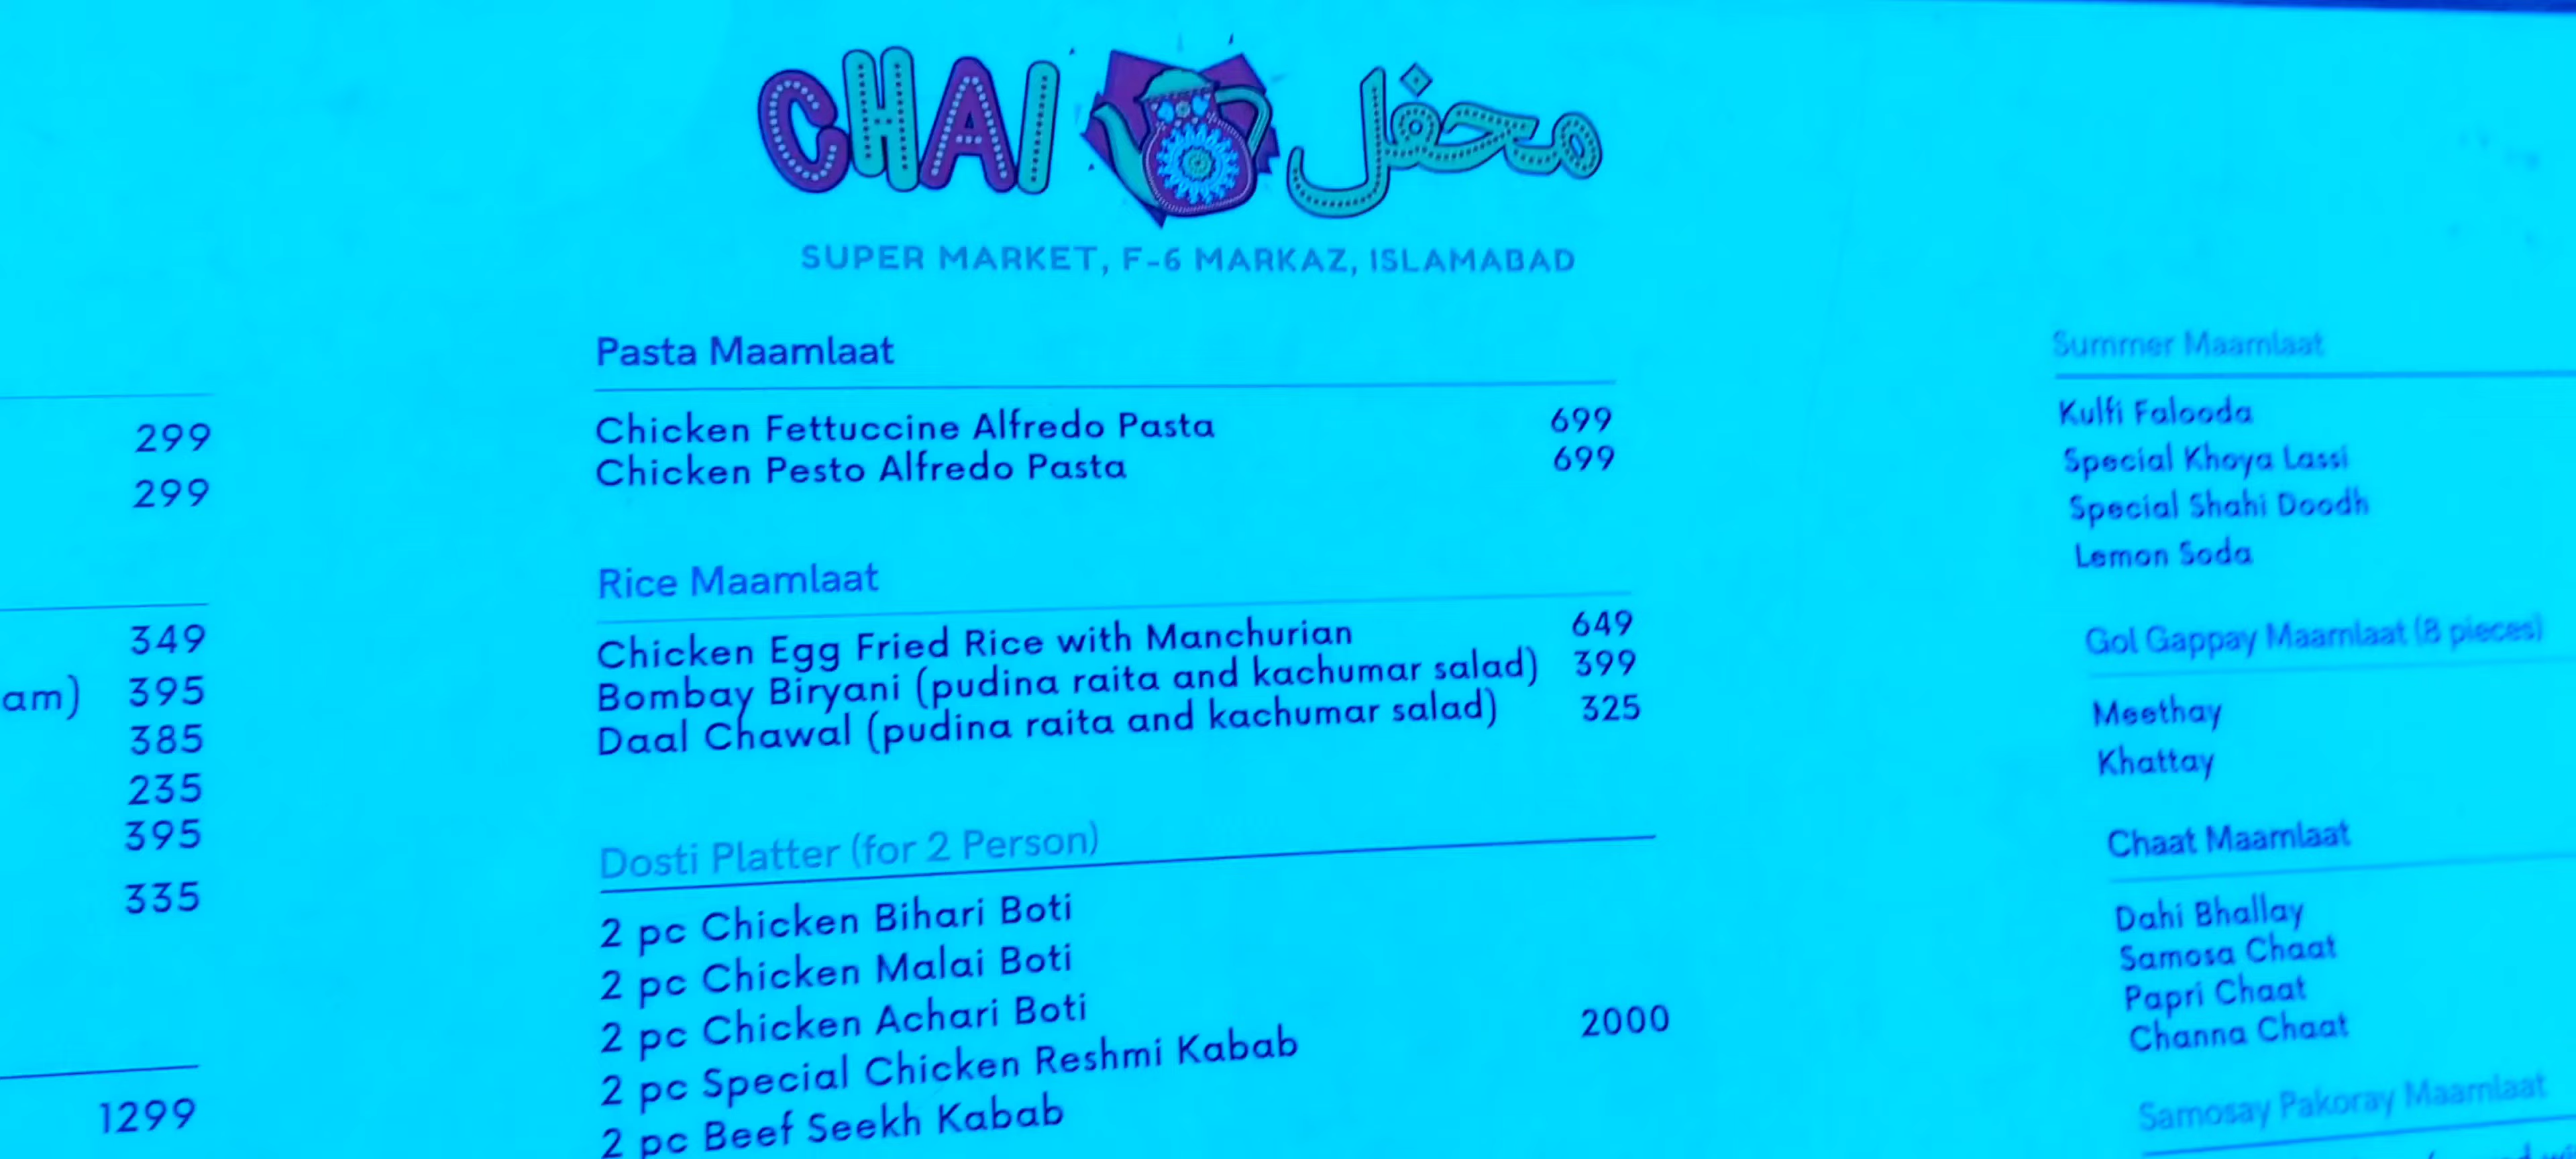 CHAI محفل
SUPER MARKET, F-6 MARKAZ, ISLAMABAD
299
299
349
am) 395
385
235
395
335
1299
Pasta Maamlaat
Chicken Fettuccine Alfredo Pasta 699
Chicken Pesto Alfredo Pasta 699
Rice Maamlaat
Chicken Egg Fried Rice with Manchurian 649
Bombay Biryani (pudina raita and kachumar salad) 399
Daal Chawal (pudina raita and kachumar salad) 325
Dosti Platter (for 2 Person)
2 pc Chicken Bihari Boti
2 pc Chicken Malai Boti
2 pc Chicken Achari Boti
2 pc Special Chicken Reshmi Kabab 2000
2 pc Beef Seekh Kabab
Summer Maamlaat
Kulfi Falooda
Special Khoya Lassi
Special Shahi Doodh
Lemon Soda
Gol Gappay Maamlaat (8 pieces)
Meethay
Khattay
Chaat Maamlaat
Dahi Bhallay
Samosa Chaat
Papri Chaat
Channa Chaat
Samosay Pakoray Maamlaat